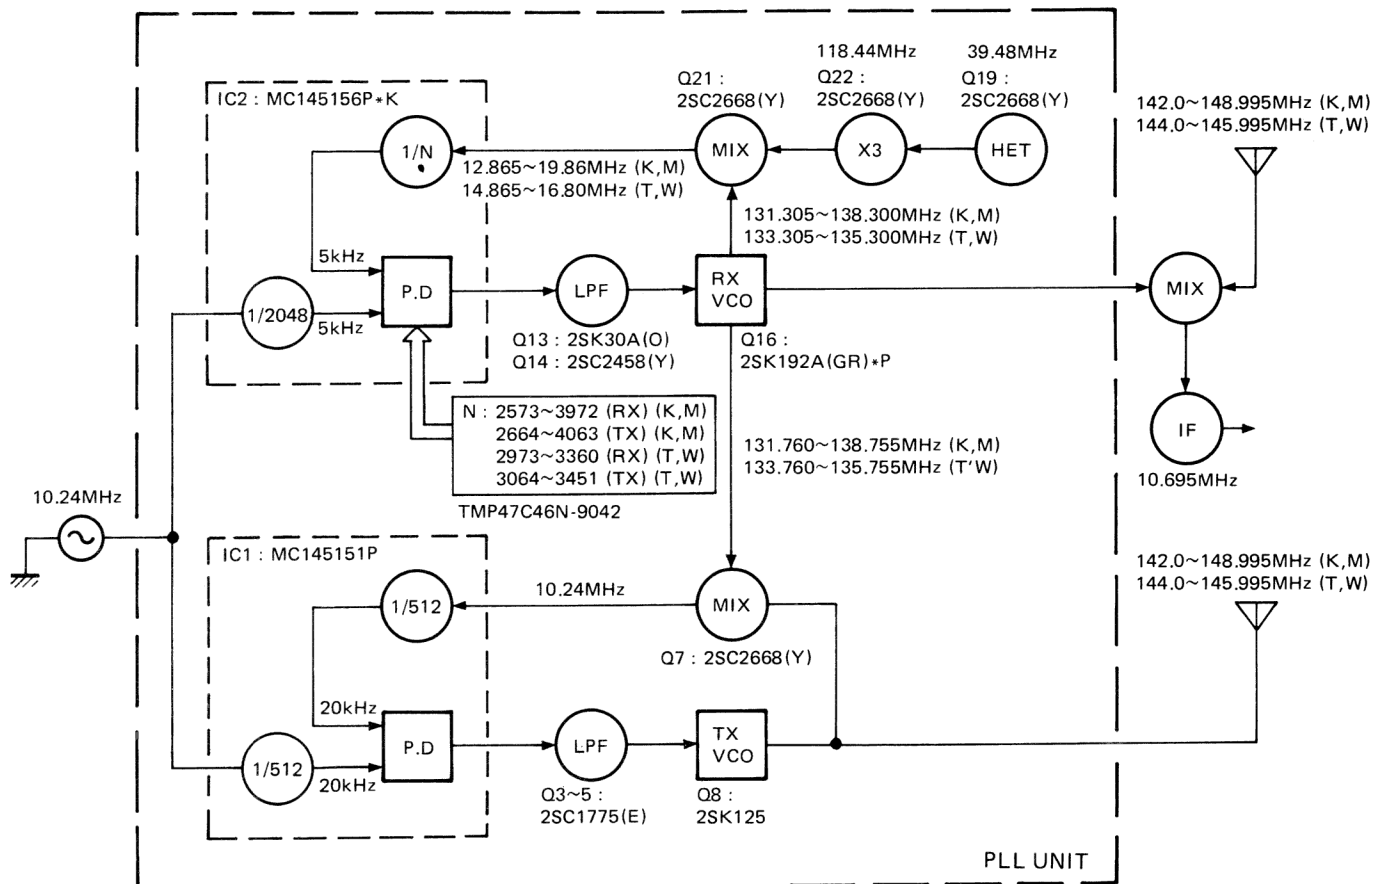 118.44MHz
39.48MHz
Q21 :
2SC2668(Y)
Q22 :
2SC2668(Y)
Q19 :
2SC2668(Y)
142.0~148.995MHz (K,M)
144.0~145.995MHz (T,W)
IC2 : MC145156P*K
1/N
MIX
X3
HET
12.865~19.86MHz (K,M)
14.865~16.80MHz (T,W)
131.305~138.300MHz (K,M)
133.305~135.300MHz (T,W)
5kHz
P.D
LPF
RX
VCO
MIX
1/2048
5kHz
Q13 : 2SK30A(O)
Q14 : 2SC2458(Y)
Q16 :
2SK192A(GR)*P
N : 2573~3972 (RX) (K,M)
2664~4063 (TX) (K,M)
2973~3360 (RX) (T,W)
3064~3451 (TX) (T,W)
TMP47C46N-9042
131.760~138.755MHz (K,M)
133.760~135.755MHz (T'W)
IF
10.695MHz
10.24MHz
IC1 : MC145151P
1/512
10.24MHz
MIX
Q7 : 2SC2668(Y)
142.0~148.995MHz (K,M)
144.0~145.995MHz (T,W)
20kHz
P.D
LPF
TX
VCO
1/512
20kHz
Q3~5 :
2SC1775(E)
Q8 :
2SK125
PLL UNIT